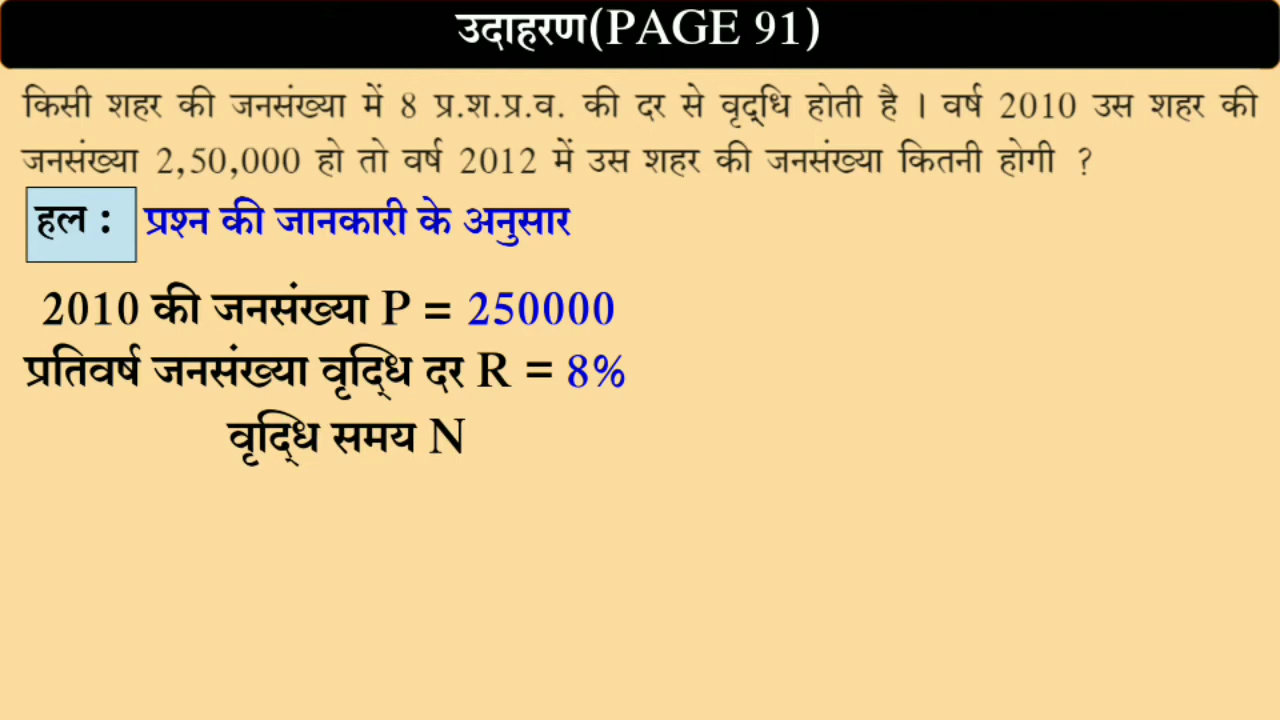 उदाहरण(PAGE 91)
किसी शहर की जनसंख्या में 8 प्र.श.प्र.व. की दर से वृद्‌धि होती है । वर्ष 2010 उस शहर की
जनसंख्या 2,50,000 हो तो वर्ष 2012 में उस शहर की जनसंख्या कितनी होगी ?
हल : प्रश्न की जानकारी के अनुसार
2010 की जनसंख्या P = 250000
प्रतिवर्ष जनसंख्या वृद्‌धि दर R = 8%
वृद्‌धि समय N